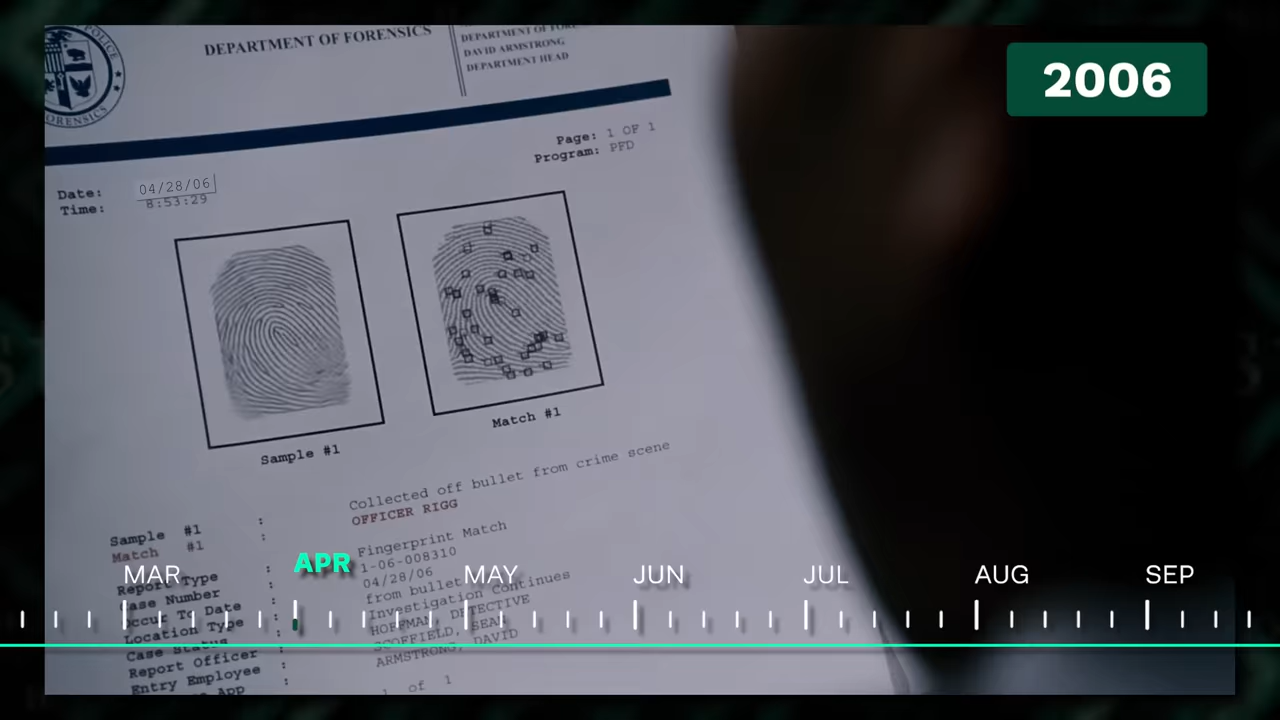 2006
POLICE
FORENSICS
DEPARTMENT OF FORENSICS
DEPARTMENT OF
DAVID ARMSTRONG
DEPARTMENT HEAD
Page: 1 OF 1
Program: PFD
Date: 04/28/06
Time: 8:53:29
Sample #1
Match #1
Sample #1 : Collected off bullet from crime scene
Match #1 : OFFICER RIGG
Report Type : Fingerprint Match
Case Number : 1-06-008310
Occur To Date : 04/28/06
Location Type : from bullet
Case Status : Investigation Continues
Report Officer : HOFFMAN, DETECTIVE
Entry Employee : SCOFFIELD, SEAN
App : ARMSTRONG, DAVID
1 of 1
MAR APR MAY JUN JUL AUG SEP